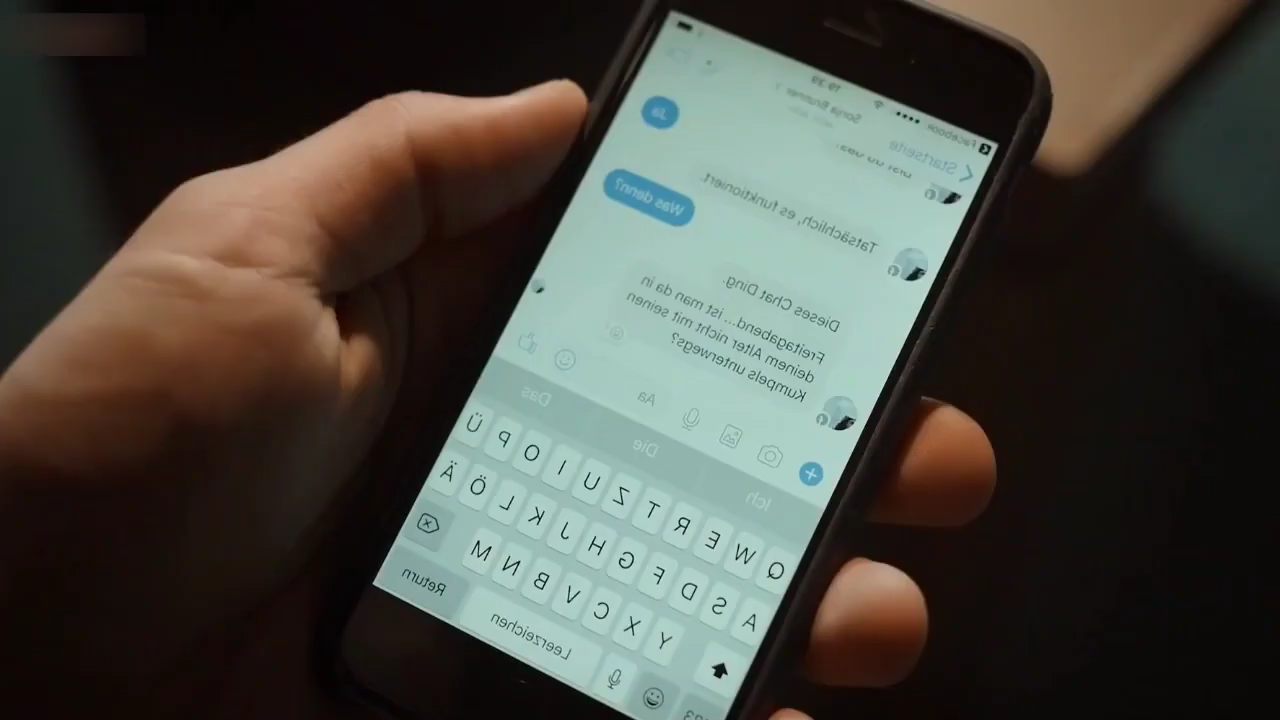 Facebook
19:39
Startseite
Sonja Brunner
Ja
Tatsächlich, es funktioniert.
Was denn?
Dieses Chat Ding.
Freitagabend...ist man da in
deinem Alter nicht mit seinen
Kumpels unterwegs?
Aa
Ich Die Das
Q W E R T Z U I O P Ü
A S D F G H J K L Ö Ä
Y X C V B N M
Leerzeichen Return